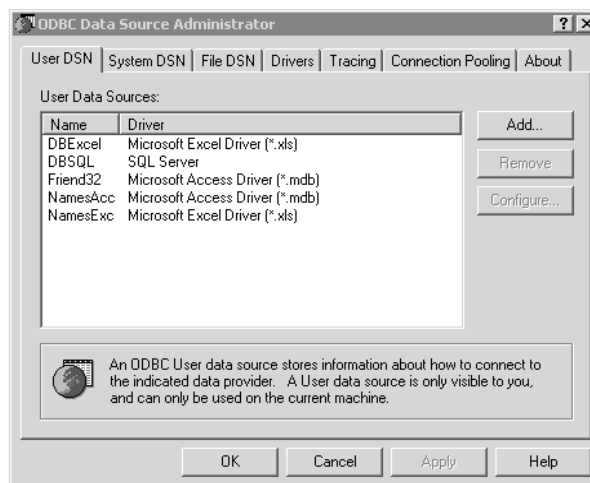 ODBC Data Source Administrator
User DSN System DSN File DSN Drivers Tracing Connection Pooling About
User Data Sources:
Name Driver
DBExcel Microsoft Excel Driver (*.xls)
DBSQL SQL Server
Friend32 Microsoft Access Driver (*.mdb)
NamesAcc Microsoft Access Driver (*.mdb)
NamesExc Microsoft Excel Driver (*.xls)
Add...
Remove
Configure...
An ODBC User data source stores information about how to connect to
the indicated data provider. A User data source is only visible to you,
and can only be used on the current machine.
OK Cancel Apply Help